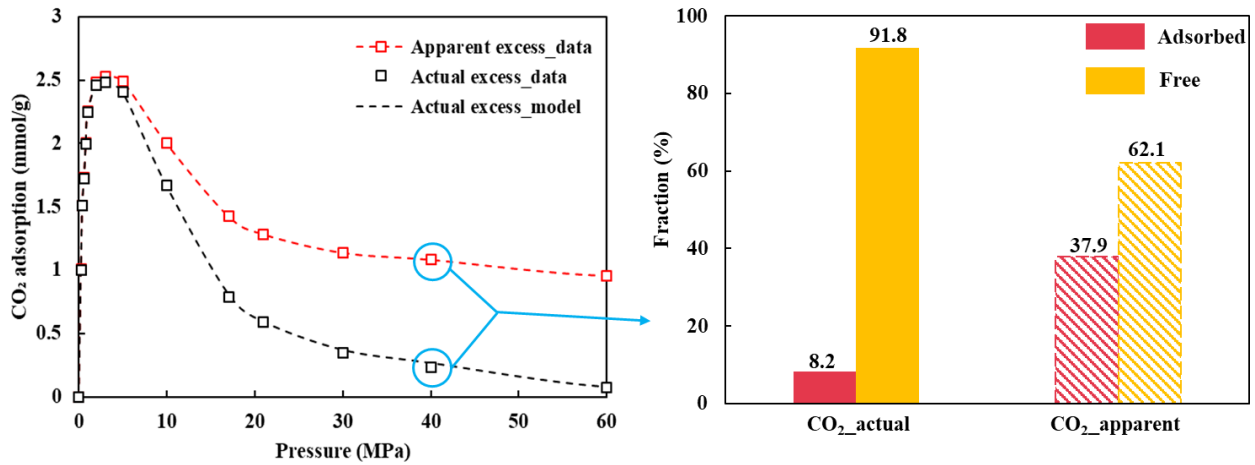 CO₂ adsorption (mmol/g)
3
2.5
2
1.5
1
0.5
0
0 10 20 30 40 50 60
Pressure (MPa)
Apparent excess_data
Actual excess_data
Actual excess_model
Fraction (%)
100
80
60
40
20
0
Adsorbed
Free
8.2
91.8
37.9
62.1
CO₂_actual
CO₂_apparent